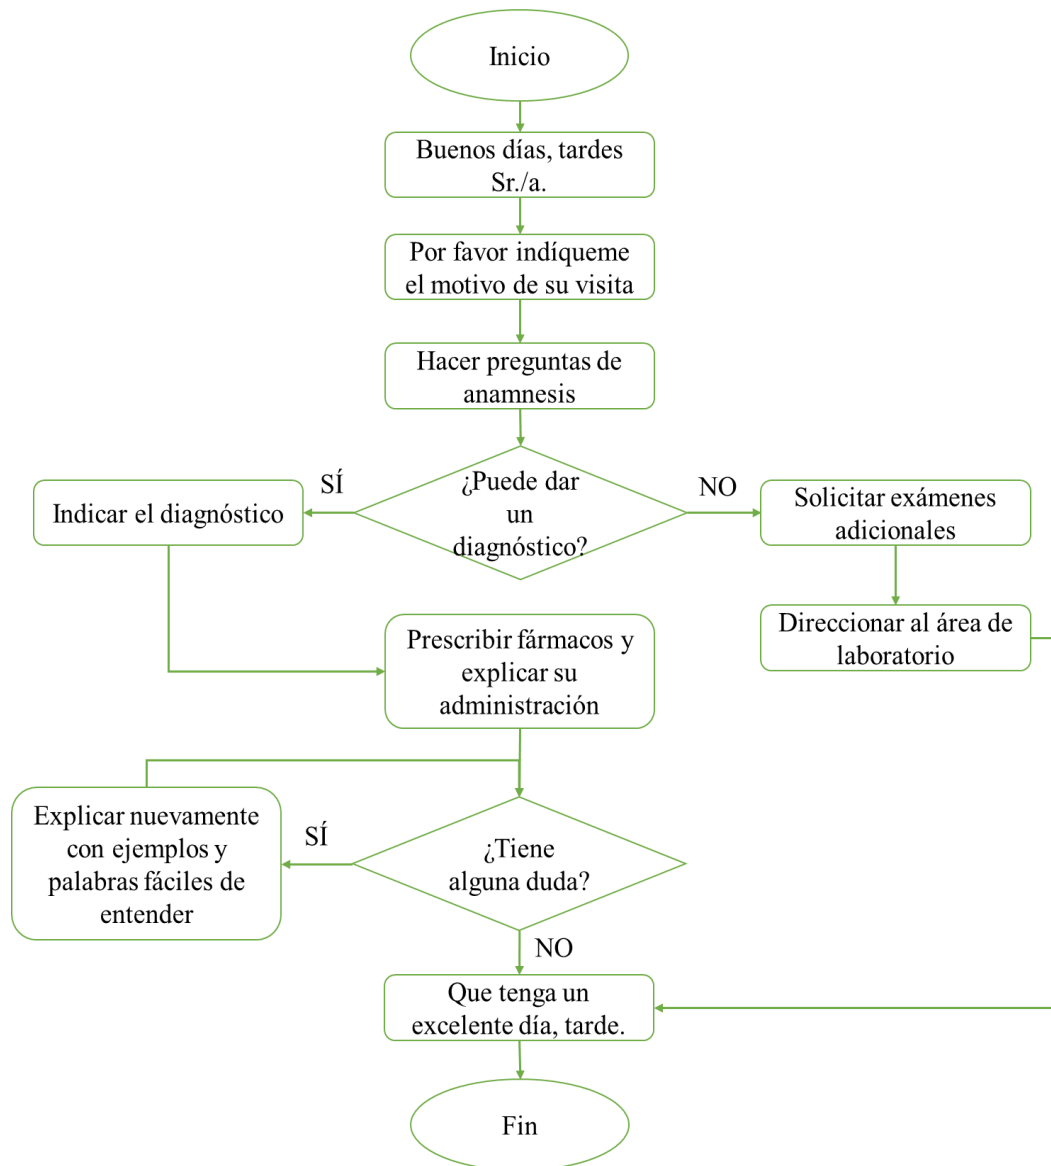 Inicio
Buenos días, tardes
Sr./a.
Por favor indíqueme
el motivo de su visita
Hacer preguntas de
anamnesis
¿Puede dar
un
diagnóstico?
SÍ
NO
Indicar el diagnóstico
Solicitar exámenes
adicionales
Direccionar al área de
laboratorio
Prescribir fármacos y
explicar su
administración
¿Tiene
alguna duda?
SÍ
Explicar nuevamente
con ejemplos y
palabras fáciles de
entender
NO
Que tenga un
excelente día, tarde.
Fin